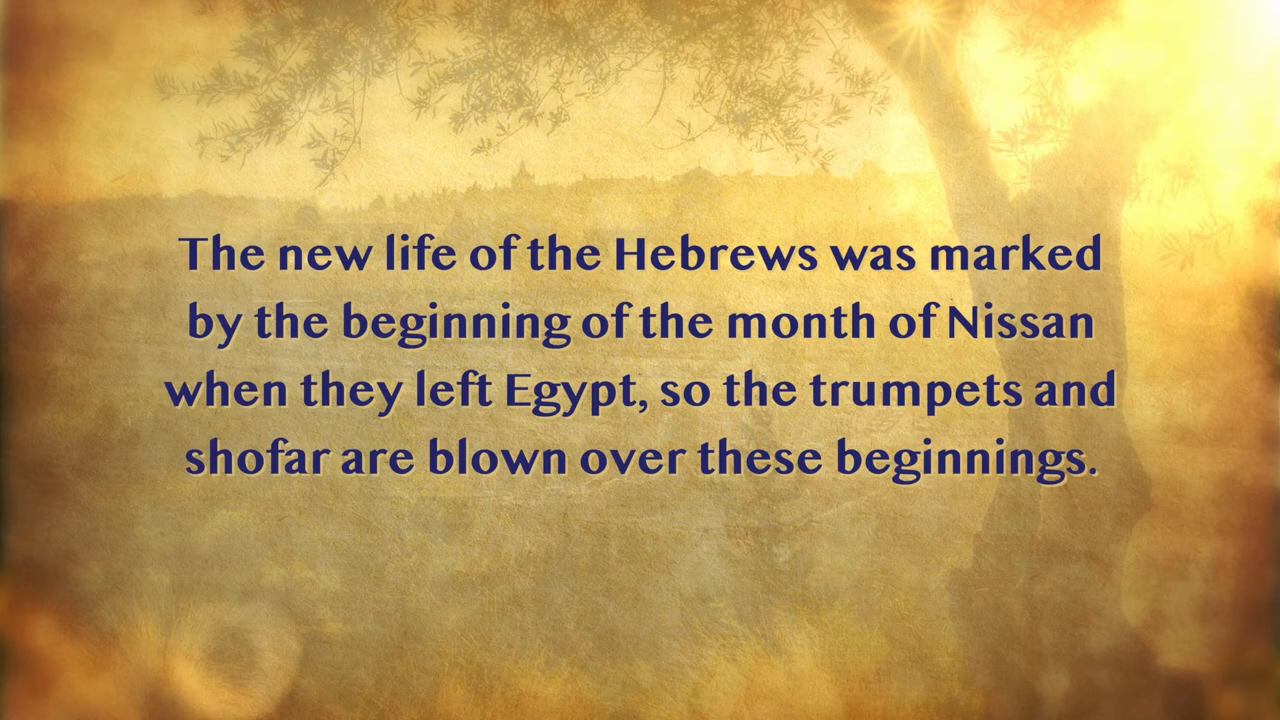 The new life of the Hebrews was marked
by the beginning of the month of Nissan
when they left Egypt, so the trumpets and
shofar are blown over these beginnings.